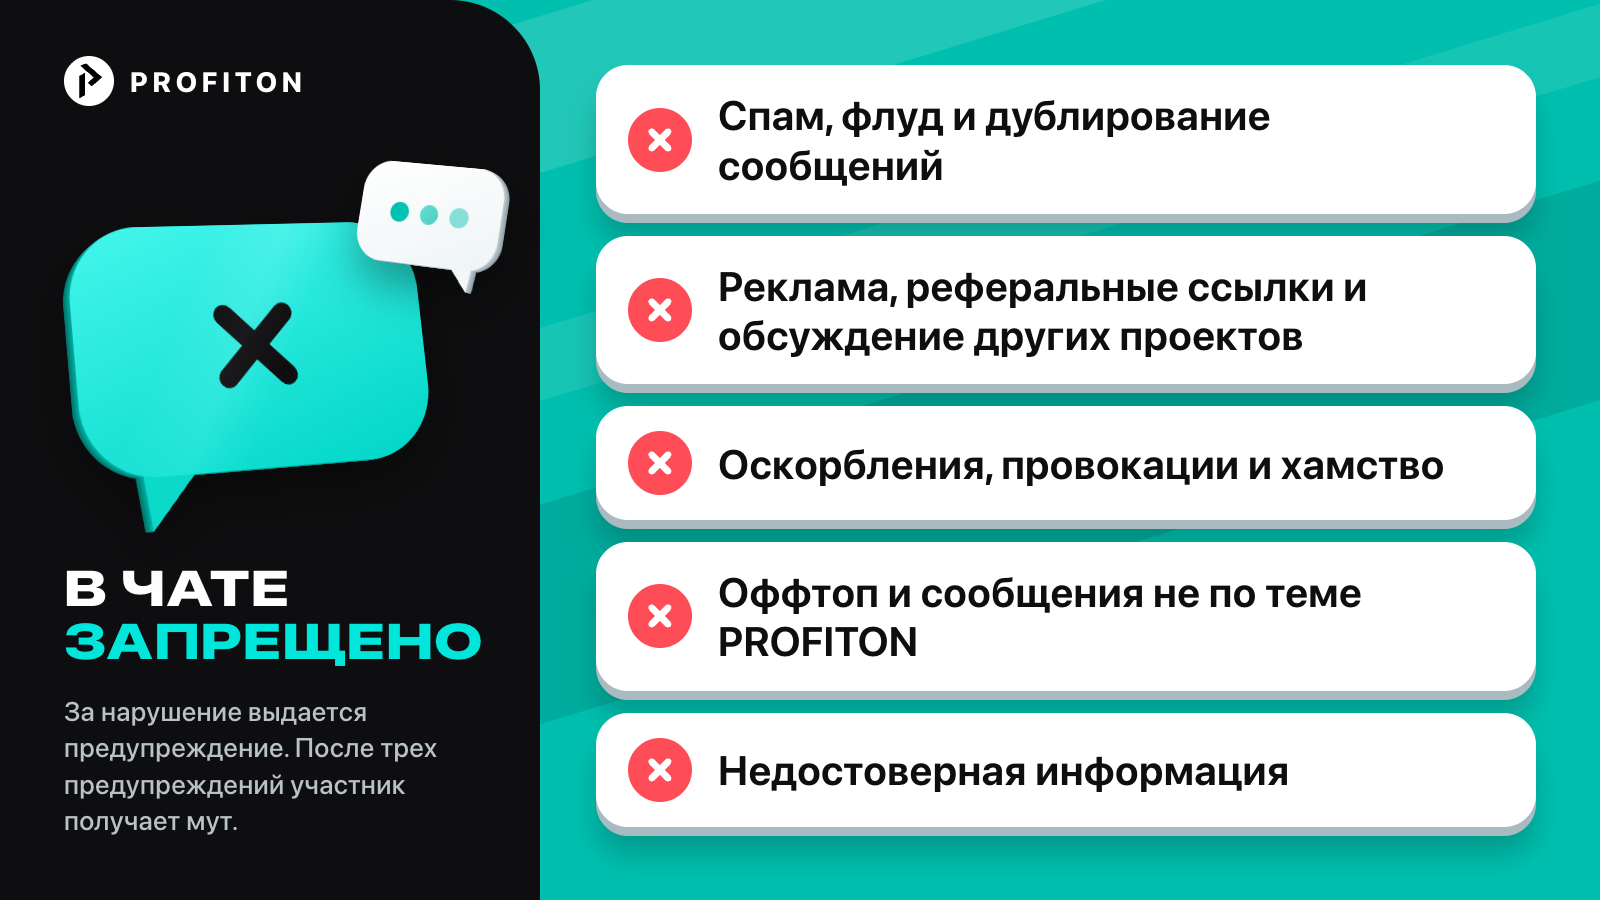 PROFITON
В ЧАТЕ
ЗАПРЕЩЕНО
За нарушение выдается
предупреждение. После трех
предупреждений участник
получает мут.
Спам, флуд и дублирование
сообщений
Реклама, реферальные ссылки и
обсуждение других проектов
Оскорбления, провокации и хамство
Оффтоп и сообщения не по теме
PROFITON
Недостоверная информация